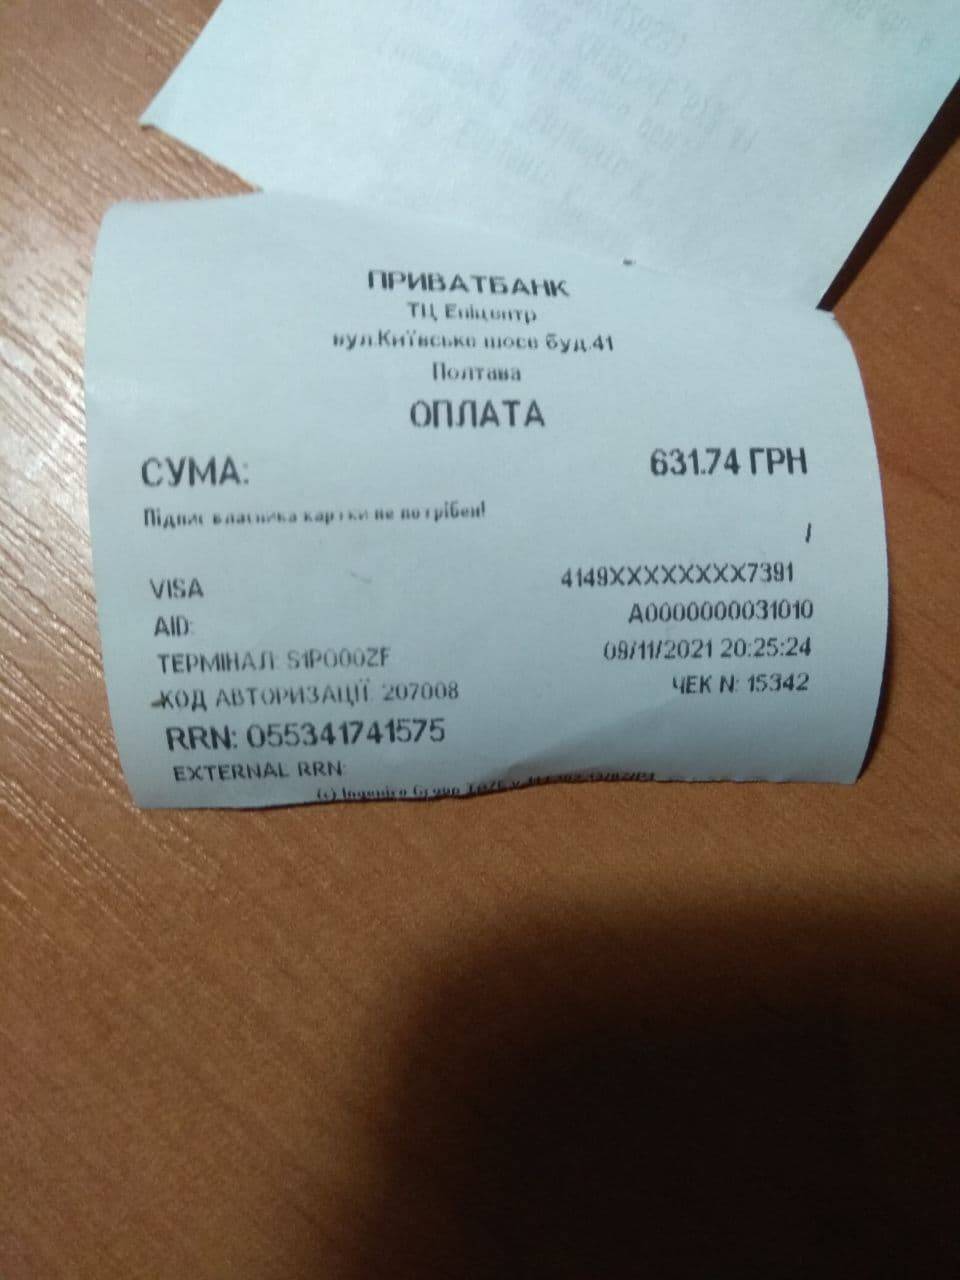 ПРИВАТБАНК
ТЦ Епіцентр
вул.Київське шосе буд.41
Полтава
ОПЛАТА
СУМА: 631.74 ГРН
Підпис власника картки не потрібен!
/
VISA 4149XXXXXXXX7391
AID: A0000000031010
ТЕРМІНАЛ: S1P000ZF 09/11/2021 20:25:24
КОД АВТОРИЗАЦІЇ: 207008 ЧЕК N: 15342
RRN: 055341741575
EXTERNAL RRN:
(c) Ingenico Group